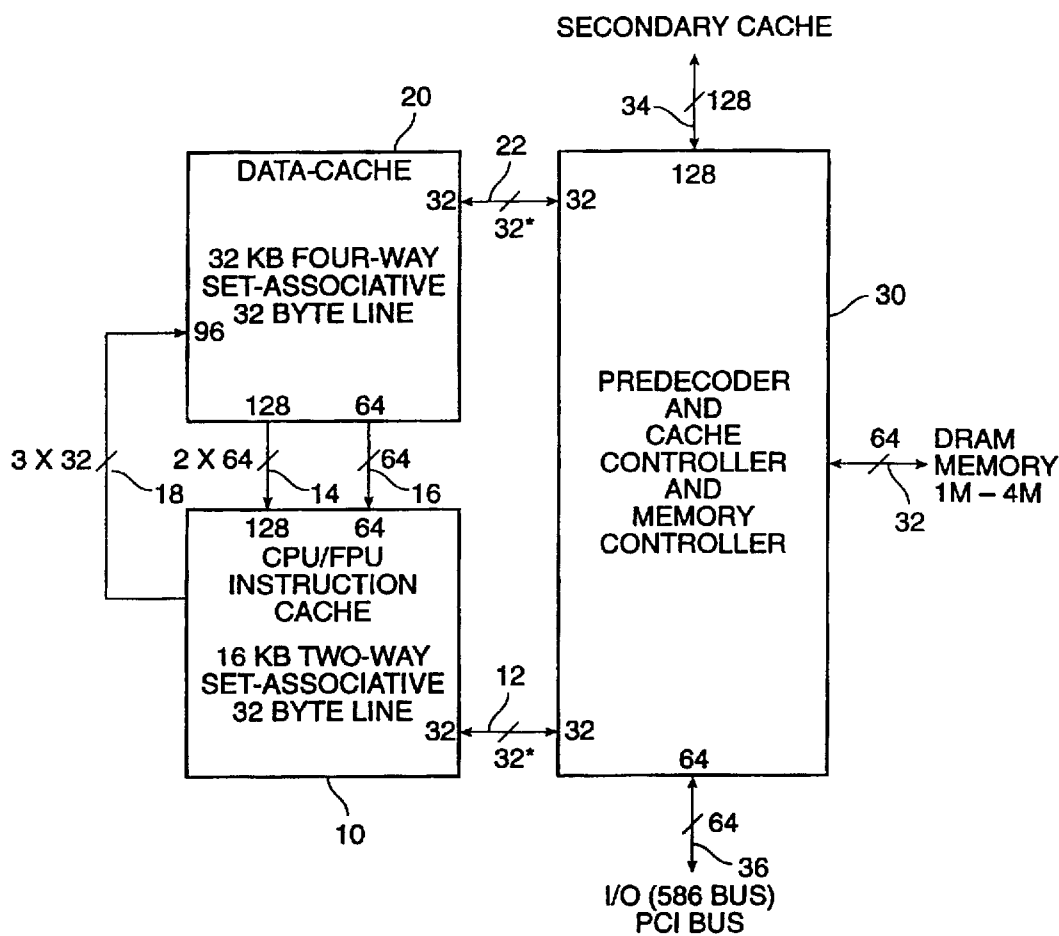 SECONDARY CACHE
34
128
20
DATA-CACHE
32
22
32*
32
128
32 KB FOUR-WAY
SET-ASSOCIATIVE
32 BYTE LINE
96
30
128
64
PREDECODER
AND
CACHE
CONTROLLER
AND
MEMORY
CONTROLLER
3 X 32
18
2 X 64
14
64
16
64
32
DRAM
MEMORY
1M – 4M
128
64
CPU/FPU
INSTRUCTION
CACHE
16 KB TWO-WAY
SET-ASSOCIATIVE
32 BYTE LINE
32
12
32*
32
64
10
64
36
I/O (586 BUS)
PCI BUS